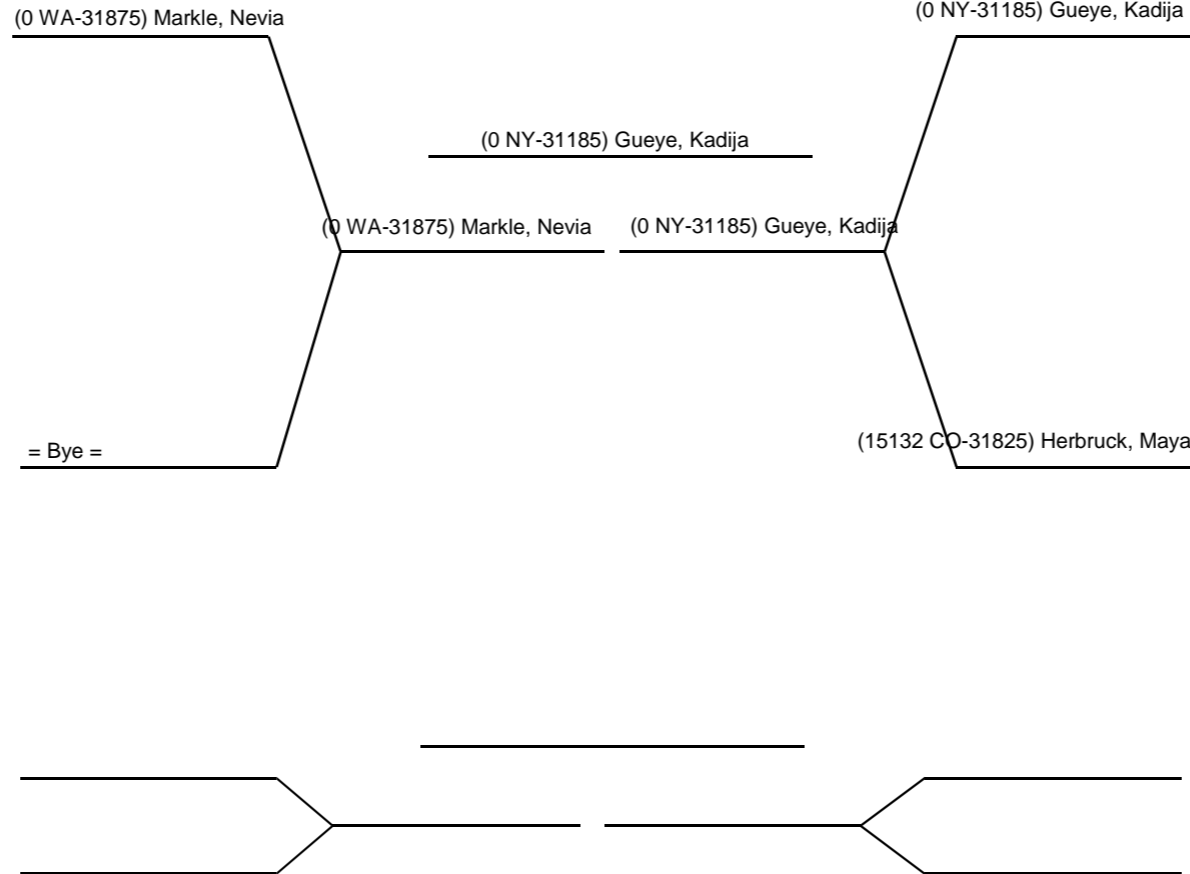 (0 WA-31875) Markle, Nevia
(0 NY-31185) Gueye, Kadija
(0 NY-31185) Gueye, Kadija
(0 WA-31875) Markle, Nevia
(0 NY-31185) Gueye, Kadija
= Bye =
(15132 CO-31825) Herbruck, Maya